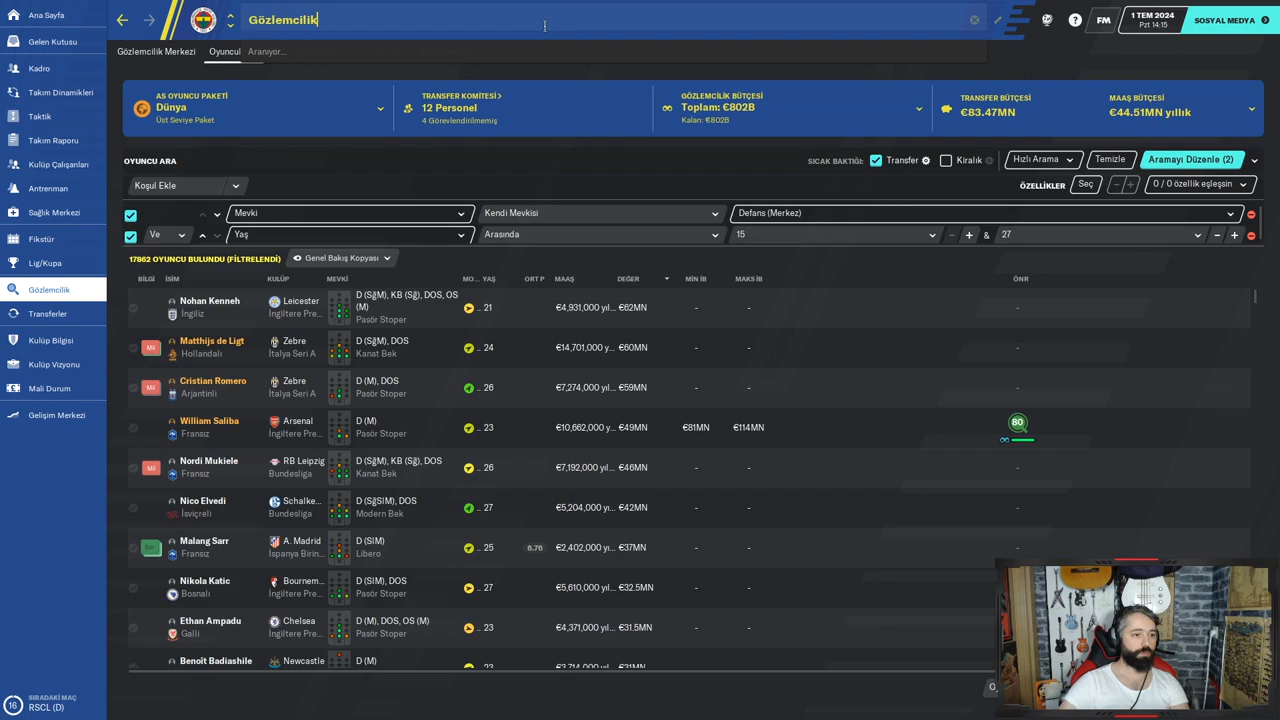 Ana Sayfa
Gelen Kutusu
Kadro
Takım Dinamikleri
Taktik
Takım Raporu
Kulüp Çalışanları
Antrenman
Sağlık Merkezi
Fikstür
Lig/Kupa
Gözlemcilik
Transferler
Kulüp Bilgisi
Kulüp Vizyonu
Mali Durum
Gelişim Merkezi
16
SIRADAKİ MAÇ
RSCL (D)
Gözlemcilik
FM
1 TEM 2024
Pzt 14:15
SOSYAL MEDYA
Gözlemcilik Merkezi Oyuncul Aranıyor...
AS OYUNCU PAKETİ
Dünya
Üst Seviye Paket
TRANSFER KOMİTESİ
12 Personel
4 Görevlendirilmemiş
GÖZLEMCİLİK BÜTÇESİ
Toplam: €802B
Kalan: €802B
TRANSFER BÜTÇESİ
€83.47MN
MAAŞ BÜTÇESİ
€44.51MN yıllık
OYUNCU ARA
SICAK BAKTIĞI: Transfer Kiralık Hızlı Arama Temizle Aramayı Düzenle (2)
Koşul Ekle ÖZELLİKLER Seç 0 / 0 özellik eşleşsin
Mevki Kendi Mevkisi Defans (Merkez)
Ve Yaş Arasında 15 & 27
17862 OYUNCU BULUNDU (FİLTRELENDİ) Genel Bakış Kopyası
BİLGİ İSİM KULÜP MEVKİ MO... YAŞ ORT P MAAŞ DEĞER MİN İB MAKS İB ÖNR
Nohan Kenneh Leicester D (SğM), KB (Sğ), DOS, OS (M) .. 21 €4,931,000 yıl... €62MN - - -
İngiliz İngiltere Pre... Pasör Stoper
Mil Matthijs de Ligt Zebre D (SğM), DOS .. 24 €14,701,000 y... €60MN - - -
Hollandalı İtalya Seri A Kanat Bek
Mil Cristian Romero Zebre D (M), DOS .. 26 €7,274,000 yıl... €59MN - - -
Arjantinli İtalya Seri A Pasör Stoper
William Saliba Arsenal D (M) .. 23 €10,662,000 y... €49MN €81MN €114MN 80
Fransız İngiltere Pre... Pasör Stoper
Mil Nordi Mukiele RB Leipzig D (SğM), KB (Sğ), DOS .. 26 €7,192,000 yıl... €46MN - - -
Fransız Bundesliga Kanat Bek
Nico Elvedi Schalke... D (SğSlM), DOS .. 27 €5,204,000 yıl... €42MN - - -
İsviçreli Bundesliga Modern Bek
Malang Sarr A. Madrid D (SlM) .. 25 6.76 €2,402,000 yıl... €37MN - - -
Fransız İspanya Birin... Libero
Nikola Katic Bournem... D (SlM), DOS .. 27 €5,610,000 yıl... €32.5MN - -
Bosnalı İngiltere Pre... Pasör Stoper
Ethan Ampadu Chelsea D (M), DOS, OS (M) .. 23 €4,371,000 yıl... €31.5MN - -
Galli İngiltere Pre... Pasör Stoper
Benoît Badiashile Newcastle D (M) .. 23 €3,714,000 yıl... €31MN - -